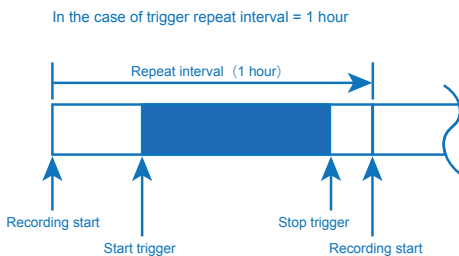 In the case of trigger repeat interval = 1 hour
Repeat interval（1 hour）
Recording start
Start trigger
Stop trigger
Recording start